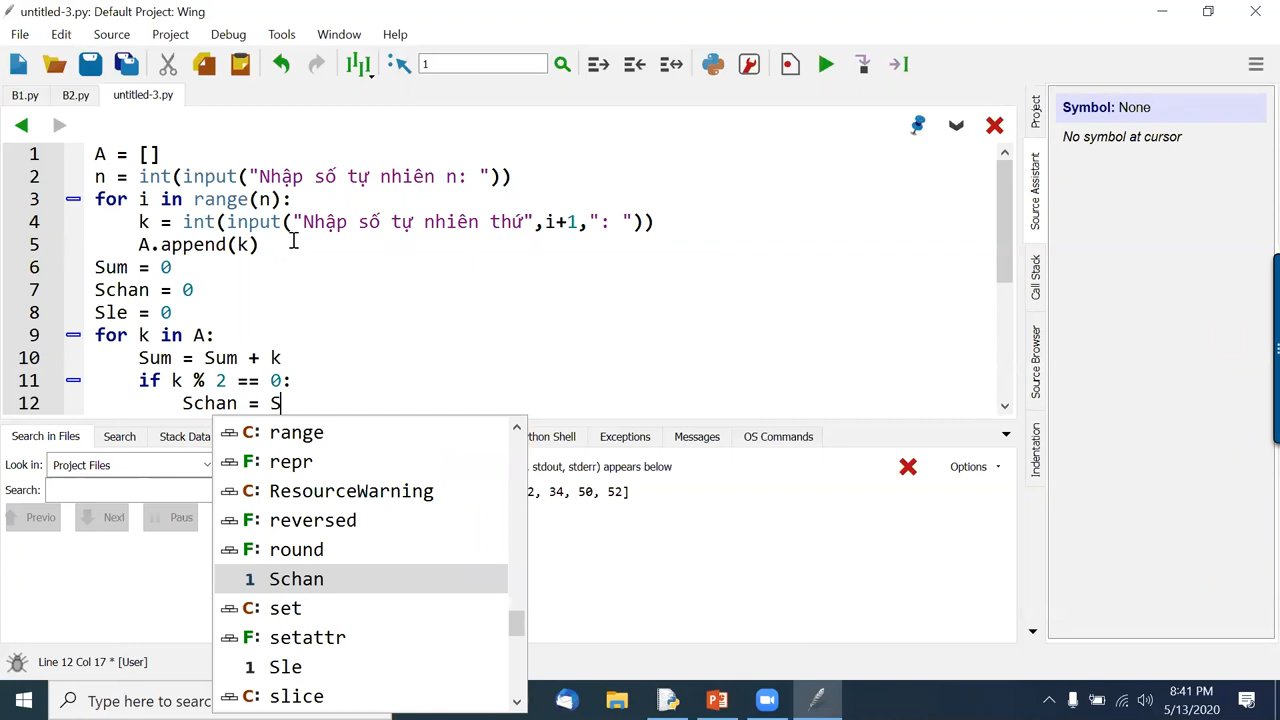 untitled-3.py: Default Project: Wing
File Edit Source Project Debug Tools Window Help
1
B1.py B2.py untitled-3.py
1 A = []
2 n = int(input("Nhập số tự nhiên n: "))
3 for i in range(n):
4 k = int(input("Nhập số tự nhiên thứ",i+1,": "))
5 A.append(k)
6 Sum = 0
7 Schan = 0
8 Sle = 0
9 for k in A:
10 Sum = Sum + k
11 if k % 2 == 0:
12 Schan = S
C: range
F: repr
C: ResourceWarning
F: reversed
F: round
1 Schan
C: set
F: setattr
1 Sle
C: slice
Symbol: None
No symbol at cursor
Project
Source Assistant
Call Stack
Source Browser
Indentation
Search in Files Search Stack Data ython Shell Exceptions Messages OS Commands
Look in: Project Files
Search:
Previo Next Paus
, stdout, stderr) appears below
Options
2, 34, 50, 52]
Line 12 Col 17 * [User]
Type here to searc
8:41 PM
5/13/2020